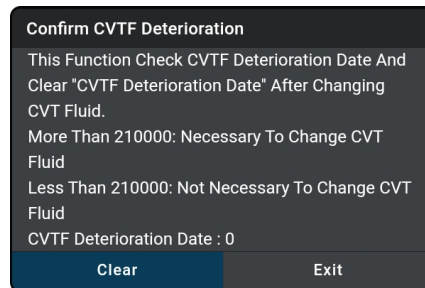 Confirm CVTF Deterioration
This Function Check CVTF Deterioration Date And
Clear "CVTF Deterioration Date" After Changing
CVT Fluid.
More Than 210000: Necessary To Change CVT
Fluid
Less Than 210000: Not Necessary To Change CVT
Fluid
CVTF Deterioration Date : 0
Clear
Exit